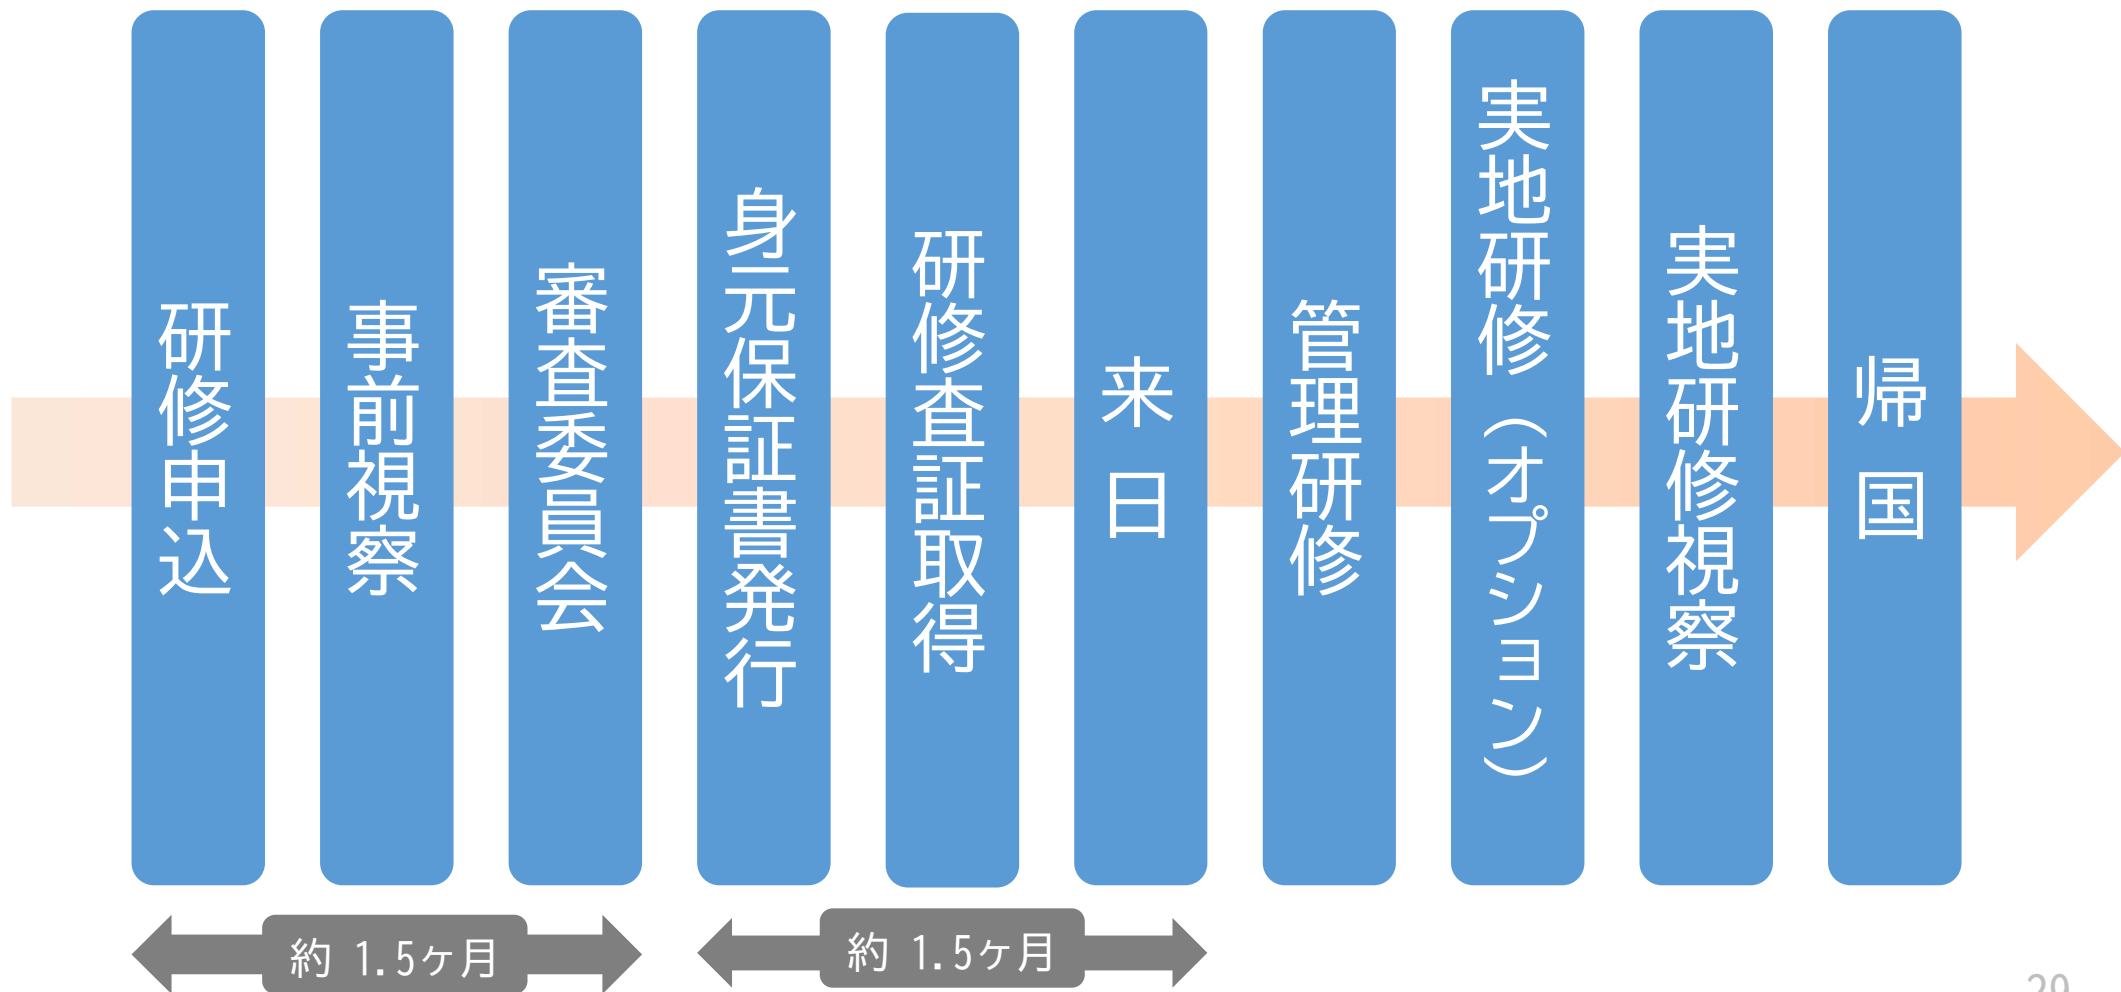 研修申込
事前視察
審査委員会
身元保証書発行
研修査証取得
来日
管理研修
実地研修（オプション）
実地研修視察
帰国
約 1.5ヶ月
約 1.5ヶ月
29